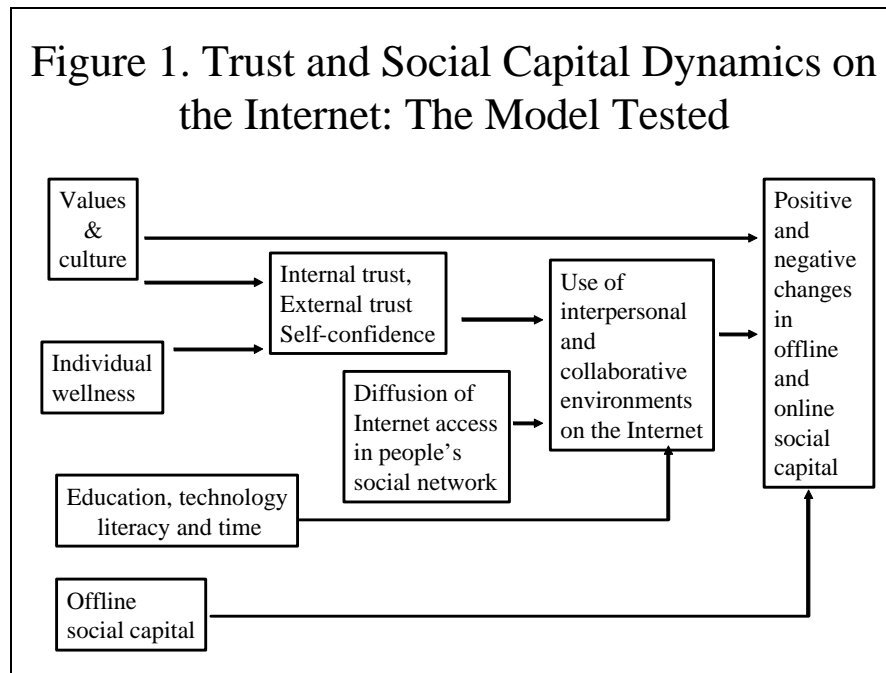 Figure 1. Trust and Social Capital Dynamics on
the Internet: The Model Tested
Values
&
culture
Internal trust,
External trust
Self-confidence
Individual
wellness
Diffusion of
Internet access
in people’s
social network
Use of
interpersonal
and
collaborative
environments
on the Internet
Positive
and
negative
changes
in
offline
and
online
social
capital
Education, technology
literacy and time
Offline
social capital